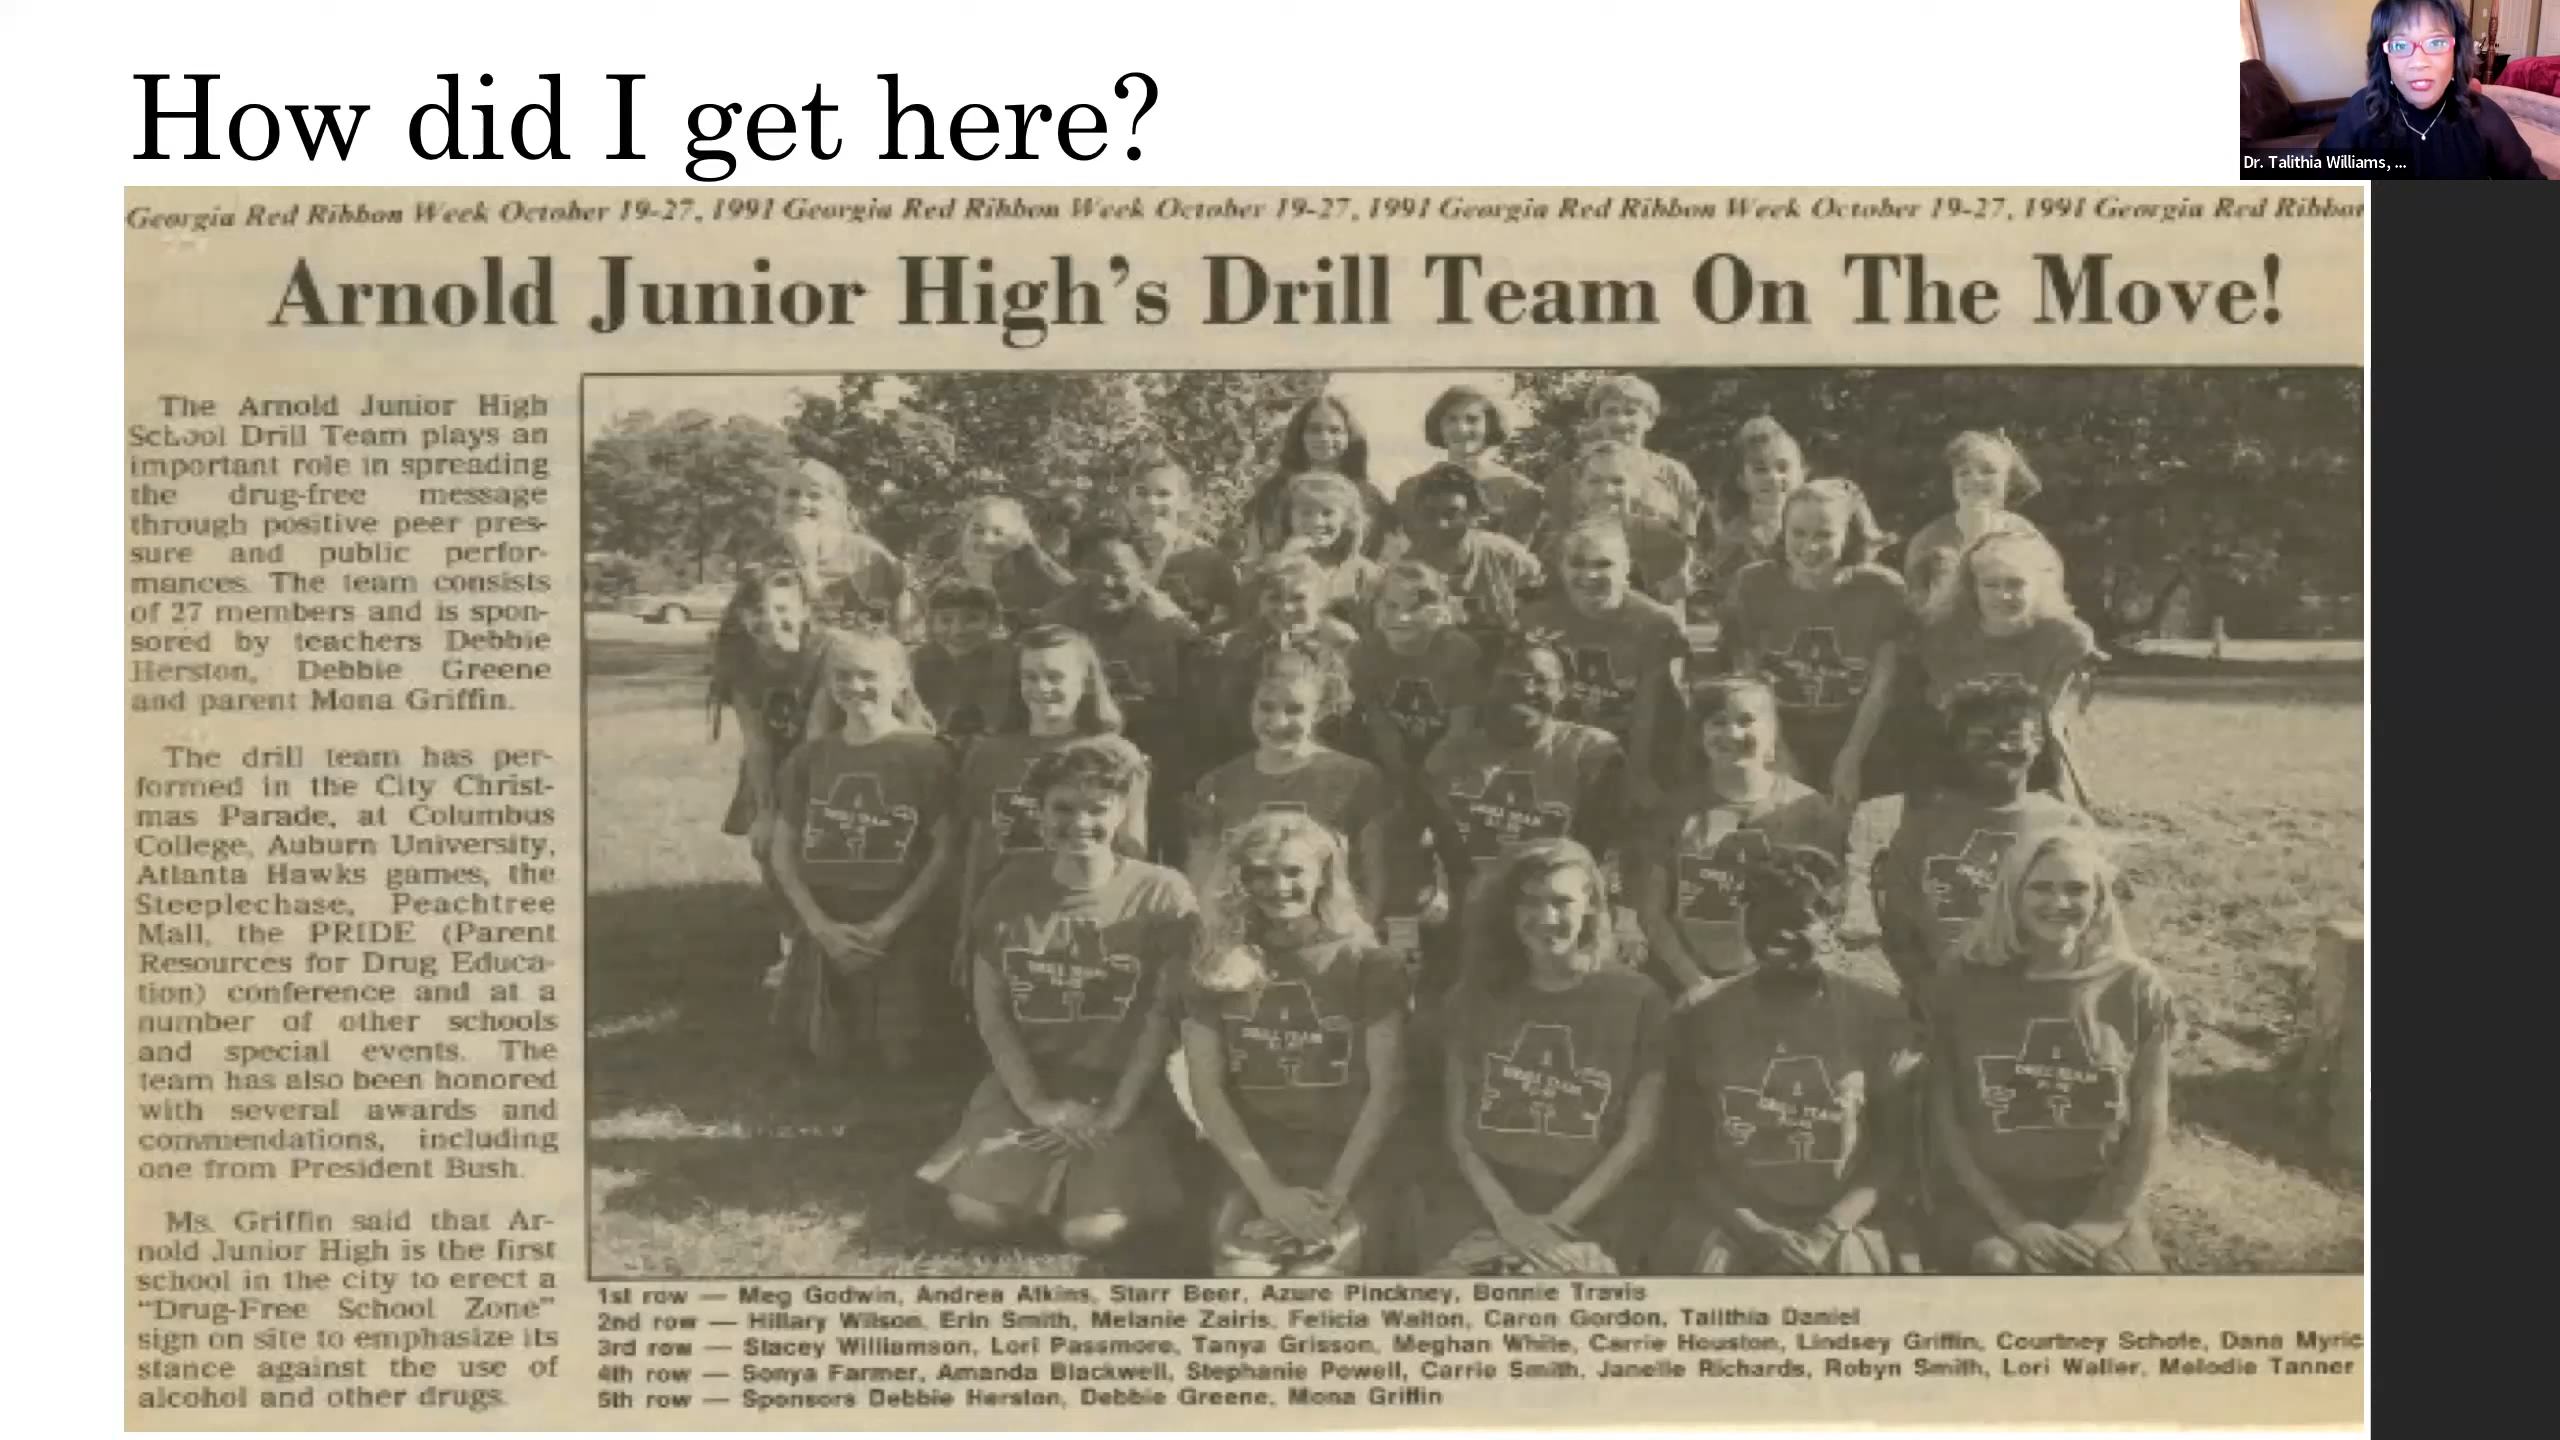 How did I get here?
Dr. Talithia Williams, ...
Georgia Red Ribbon Week October 19-27, 1991 Georgia Red Ribbon Week October 19-27, 1991 Georgia Red Ribbon Week October 19-27, 1991 Georgia Red Ribbon
Arnold Junior High's Drill Team On The Move!
The Arnold Junior High
School Drill Team plays an
important role in spreading
the drug-free message
through positive peer pres-
sure and public perfor-
mances. The team consists
of 27 members and is spon-
sored by teachers Debbie
Herston, Debbie Greene
and parent Mona Griffin.
The drill team has per-
formed in the City Christ-
mas Parade, at Columbus
College, Auburn University,
Atlanta Hawks games, the
Steeplechase, Peachtree
Mall, the PRIDE (Parent
Resources for Drug Educa-
tion) conference and at a
number of other schools
and special events. The
team has also been honored
with several awards and
commendations, including
one from President Bush.
Ms. Griffin said that Ar-
nold Junior High is the first
school in the city to erect a
"Drug-Free School Zone"
sign on site to emphasize its
stance against the use of
alcohol and other drugs.
DRILL TEAM
DRILL TEAM
DRILL TEAM
DRILL TEAM
DRILL TEAM
1st row — Meg Godwin, Andrea Atkins, Starr Beer, Azure Pinckney, Bonnie Travis
2nd row — Hillary Wilson, Erin Smith, Melanie Zairis, Felicia Walton, Caron Gordon, Talithia Daniel
3rd row — Stacey Williamson, Lori Passmore, Tanya Grisson, Meghan White, Carrie Houston, Lindsey Griffin, Courtney Schofe, Dana Myric
4th row — Sonya Farmer, Amanda Blackwell, Stephanie Powell, Carrie Smith, Janelle Richards, Robyn Smith, Lori Waller, Melodie Tanner
5th row — Sponsors Debbie Herston, Debbie Greene, Mona Griffin